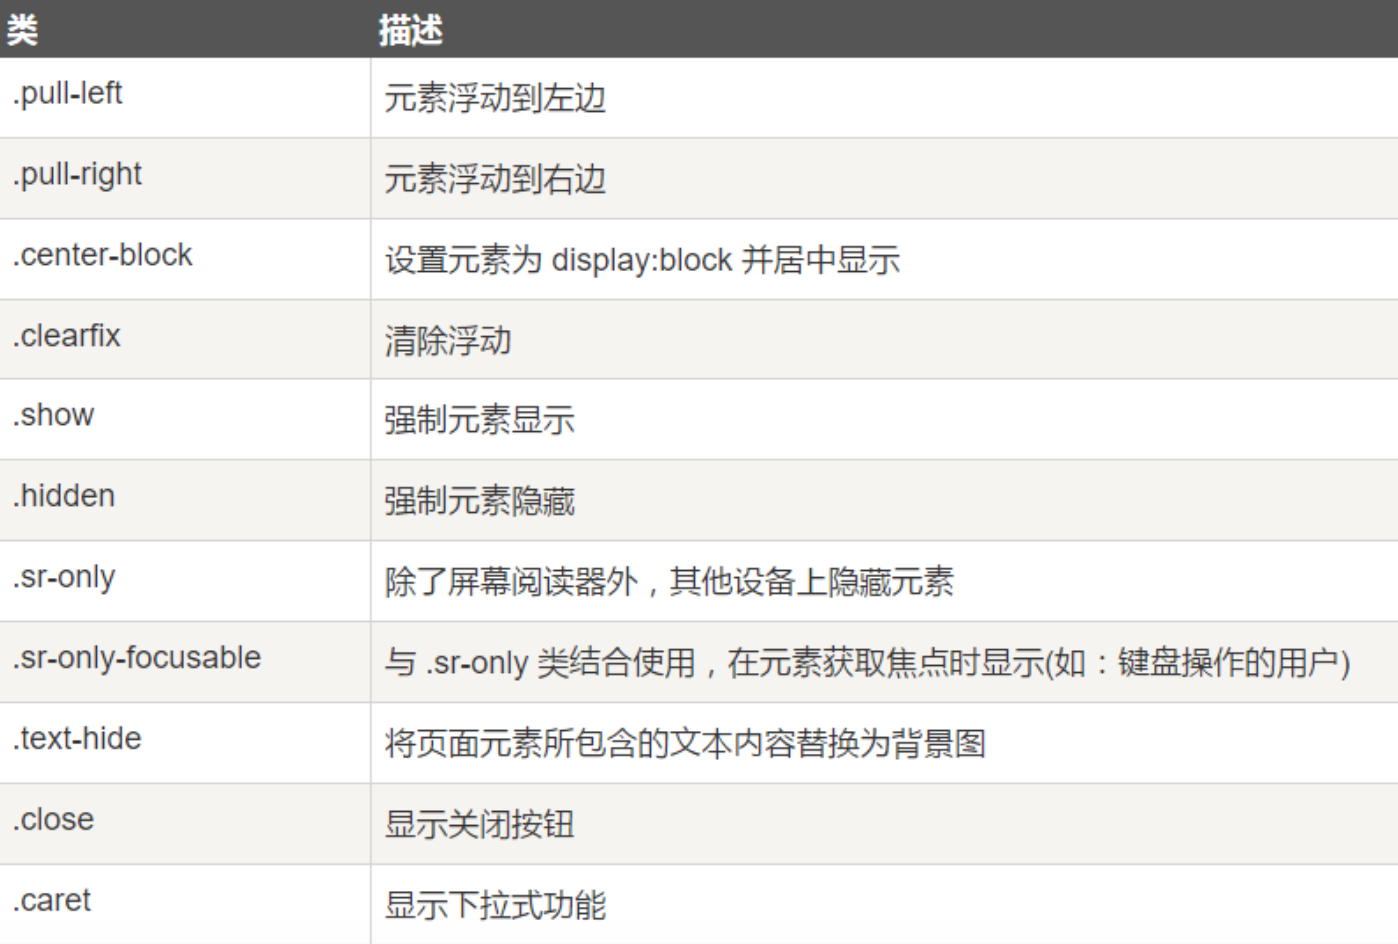 类 描述
.pull-left 元素浮动到左边
.pull-right 元素浮动到右边
.center-block 设置元素为 display:block 并居中显示
.clearfix 清除浮动
.show 强制元素显示
.hidden 强制元素隐藏
.sr-only 除了屏幕阅读器外，其他设备上隐藏元素
.sr-only-focusable 与 .sr-only 类结合使用，在元素获取焦点时显示(如：键盘操作的用户)
.text-hide 将页面元素所包含的文本内容替换为背景图
.close 显示关闭按钮
.caret 显示下拉式功能